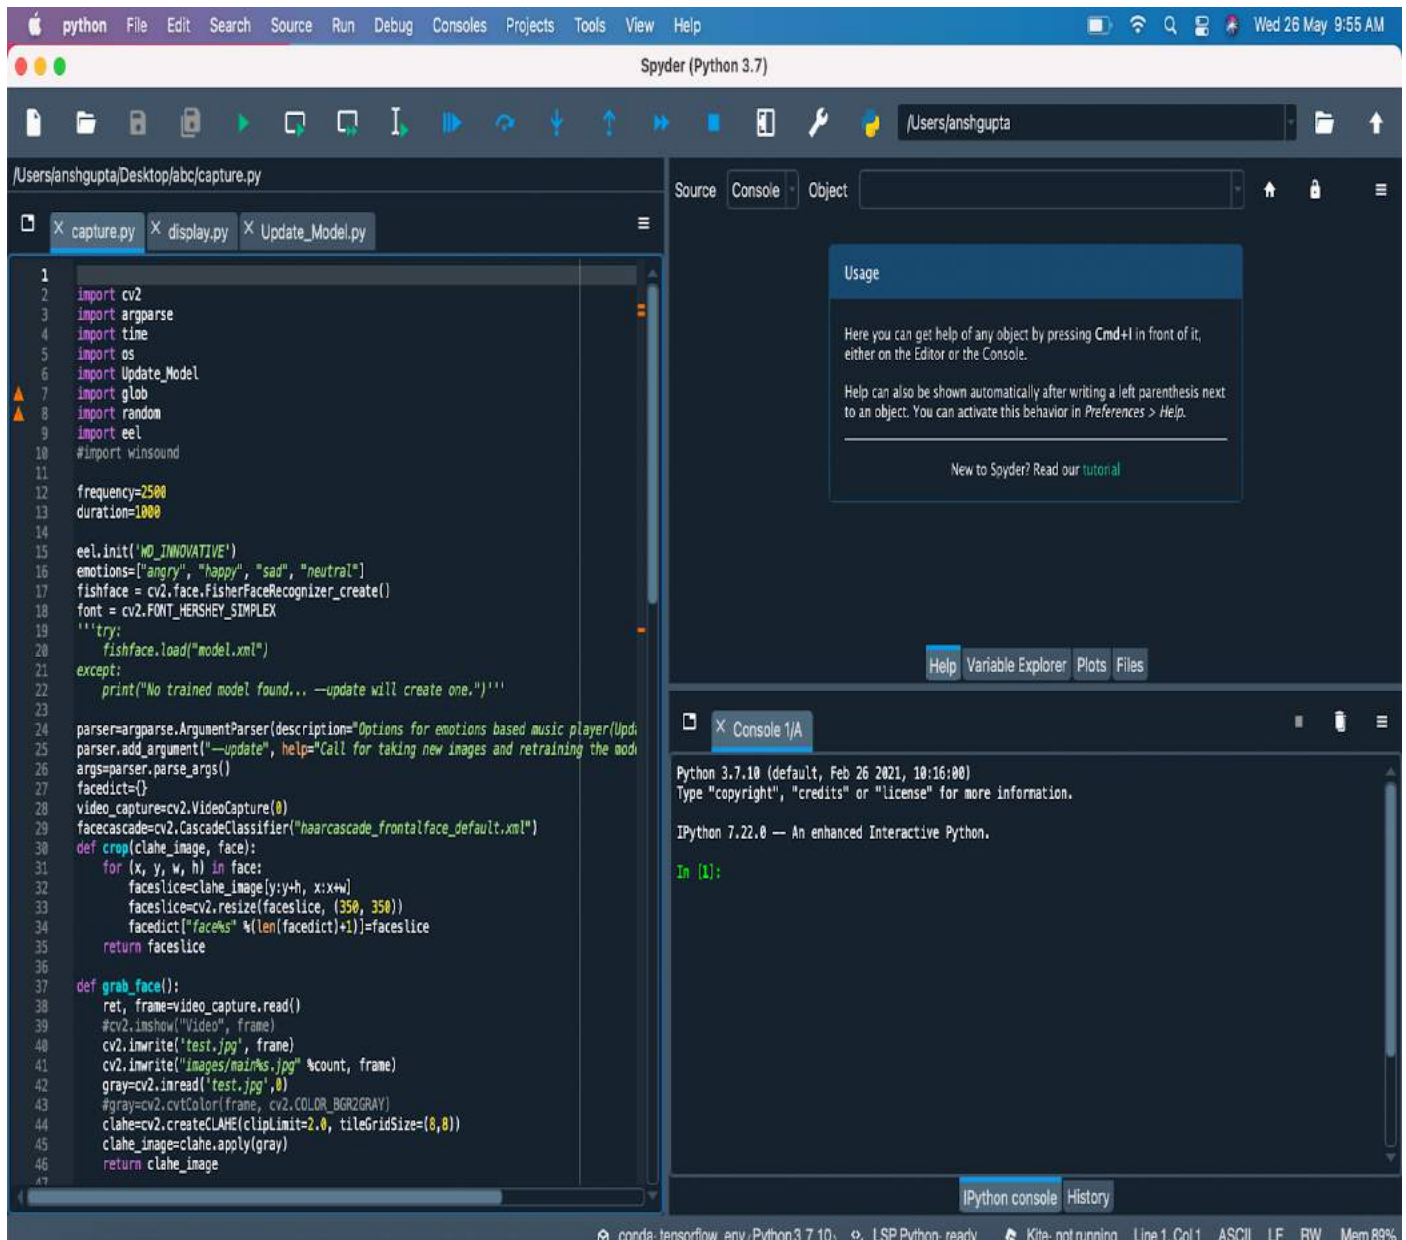 python File Edit Search Source Run Debug Consoles Projects Tools View Help Wed 26 May 9:55 AM
Spyder (Python 3.7)
/Users/anshgupta
/Users/anshgupta/Desktop/abc/capture.py
capture.py display.py Update_Model.py
1
2 import cv2
3 import argparse
4 import time
5 import os
6 import Update_Model
7 import glob
8 import random
9 import eel
10 #import winsound
11
12 frequency=2500
13 duration=1000
14
15 eel.init('WD_INNOVATIVE')
16 emotions=["angry", "happy", "sad", "neutral"]
17 fishface = cv2.face.FisherFaceRecognizer_create()
18 font = cv2.FONT_HERSHEY_SIMPLEX
19 '''try:
20     fishface.load("model.xml")
21 except:
22     print("No trained model found... --update will create one.")'''
23
24 parser=argparse.ArgumentParser(description="Options for emotions based music player(Upd
25 parser.add_argument("--update", help="Call for taking new images and retraining the mod
26 args=parser.parse_args()
27 facedict={}
28 video_capture=cv2.VideoCapture(0)
29 facecascade=cv2.CascadeClassifier("haarcascade_frontalface_default.xml")
30 def crop(clahe_image, face):
31     for (x, y, w, h) in face:
32         faceslice=clahe_image[y:y+h, x:x+w]
33         faceslice=cv2.resize(faceslice, (350, 350))
34         facedict["face%s" %(len(facedict)+1)]=faceslice
35     return faceslice
36
37 def grab_face():
38     ret, frame=video_capture.read()
39     #cv2.imshow("Video", frame)
40     cv2.imwrite('test.jpg', frame)
41     cv2.imwrite("images/main%s.jpg" %count, frame)
42     gray=cv2.imread('test.jpg',0)
43     #gray=cv2.cvtColor(frame, cv2.COLOR_BGR2GRAY)
44     clahe=cv2.createCLAHE(clipLimit=2.0, tileGridSize=(8,8))
45     clahe_image=clahe.apply(gray)
46     return clahe_image
47
Source Console Object
Usage
Here you can get help of any object by pressing Cmd+I in front of it,
either on the Editor or the Console.
Help can also be shown automatically after writing a left parenthesis next
to an object. You can activate this behavior in Preferences > Help.
New to Spyder? Read our tutorial
Help Variable Explorer Plots Files
Console 1/A
Python 3.7.10 (default, Feb 26 2021, 10:16:00)
Type "copyright", "credits" or "license" for more information.
IPython 7.22.0 -- An enhanced Interactive Python.
In [1]:
IPython console History
conda: tensorflow_env (Python 3.7.10) LSP Python: ready Kite: not running Line 1, Col 1 ASCII LF RW Mem 89%